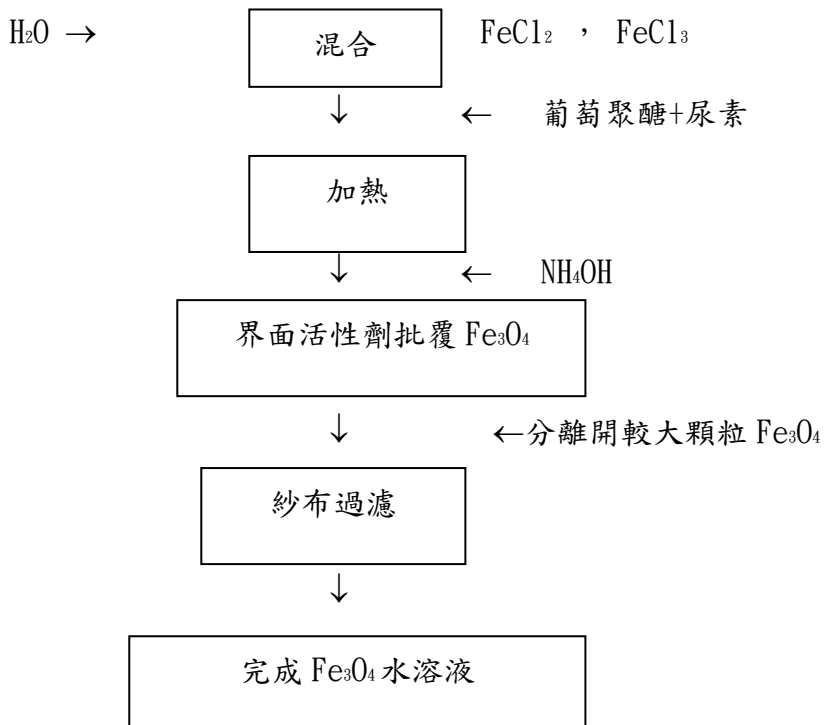 H₂O →
混合
FeCl₂ ， FeCl₃
↓
← 葡萄聚醣+尿素
加熱
↓
← NH₄OH
界面活性劑批覆 Fe₃O₄
↓
←分離開較大顆粒 Fe₃O₄
紗布過濾
↓
完成 Fe₃O₄ 水溶液